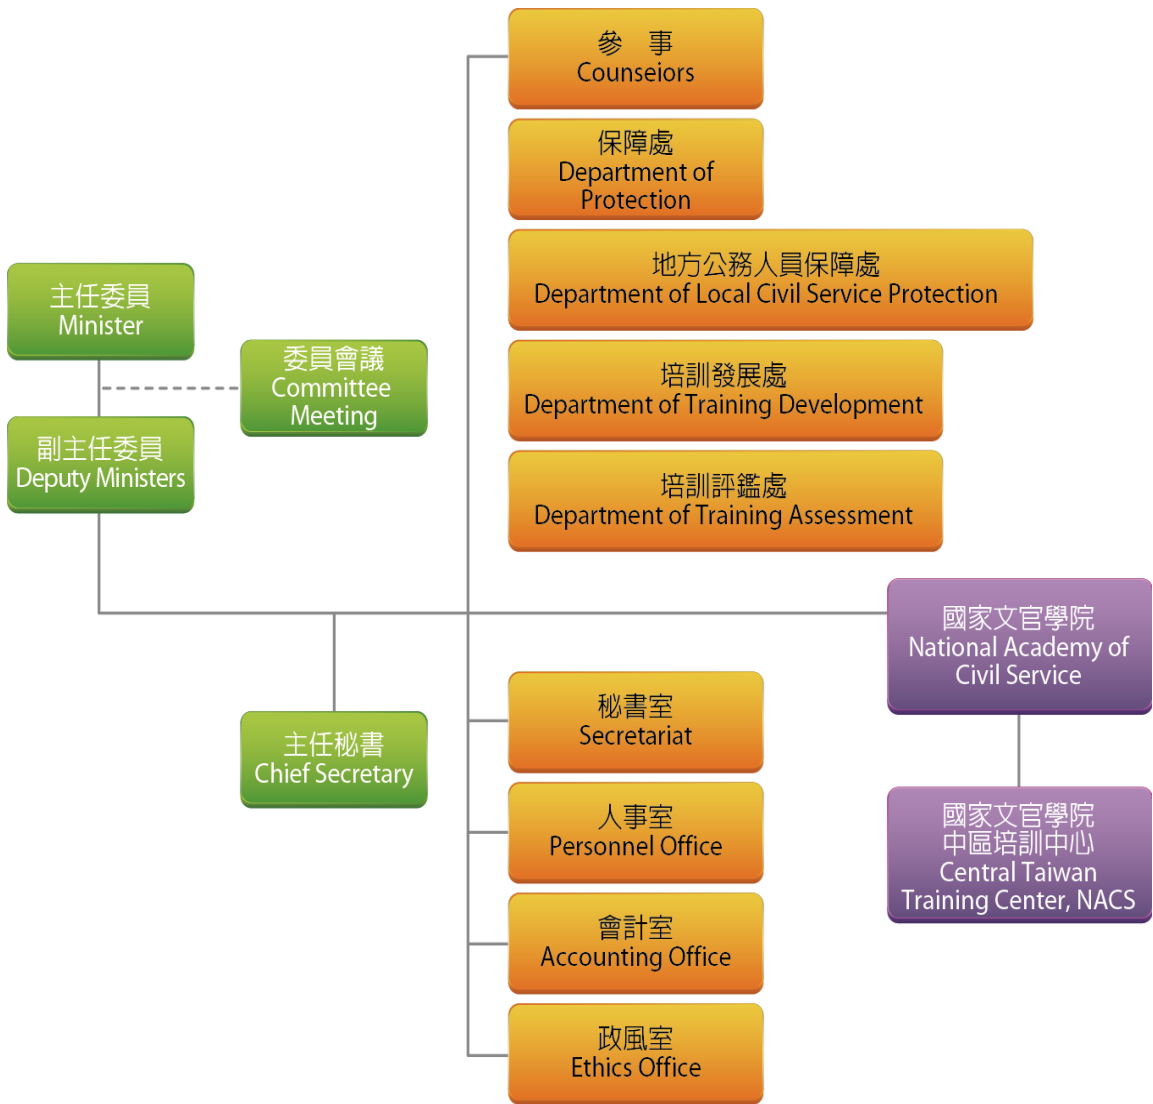 參　事
Counseiors
保障處
Department of
Protection
地方公務人員保障處
Department of Local Civil Service Protection
主任委員
Minister
委員會議
Committee
Meeting
培訓發展處
Department of Training Development
副主任委員
Deputy Ministers
培訓評鑑處
Department of Training Assessment
國家文官學院
National Academy of
Civil Service
秘書室
Secretariat
主任秘書
Chief Secretary
人事室
Personnel Office
國家文官學院
中區培訓中心
Central Taiwan
Training Center, NACS
會計室
Accounting Office
政風室
Ethics Office